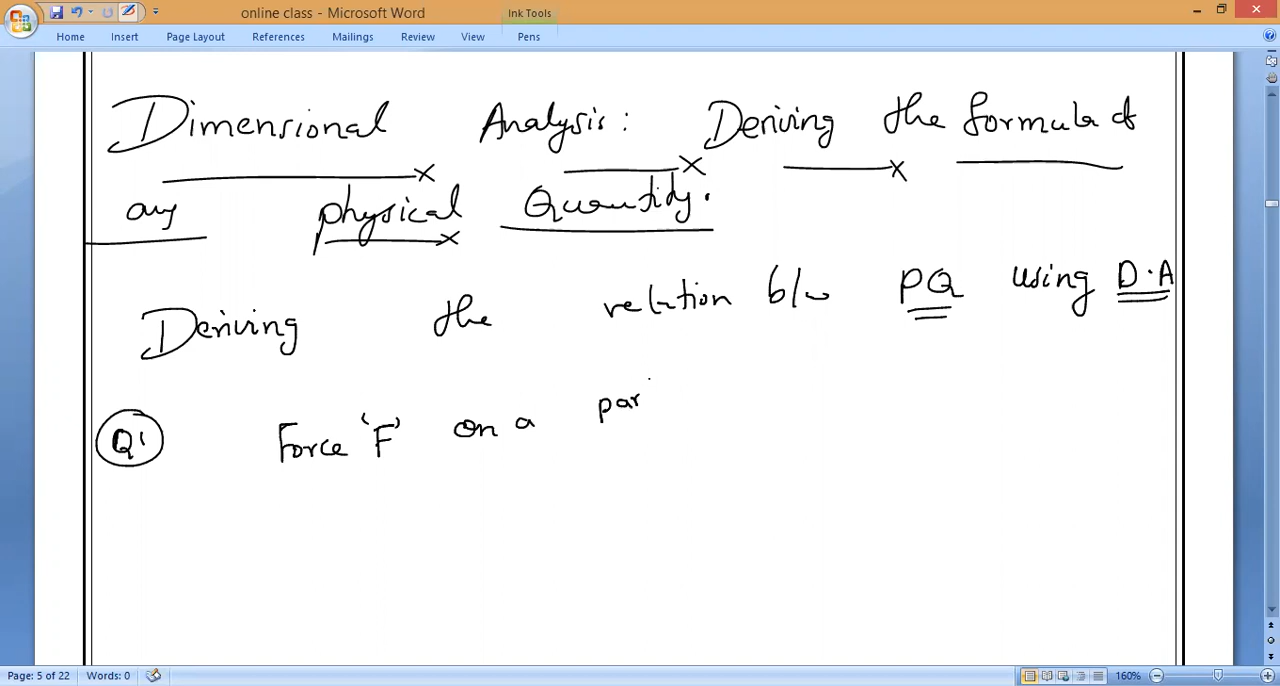 online class - Microsoft Word
Ink Tools
Home Insert Page Layout References Mailings Review View Pens
Dimensional Analysis: Deriving the formula of
any physical Quantity.
Deriving the relation b/w PQ using D.A
Q1 Force 'F' on a par
Page: 5 of 22 Words: 0 160%